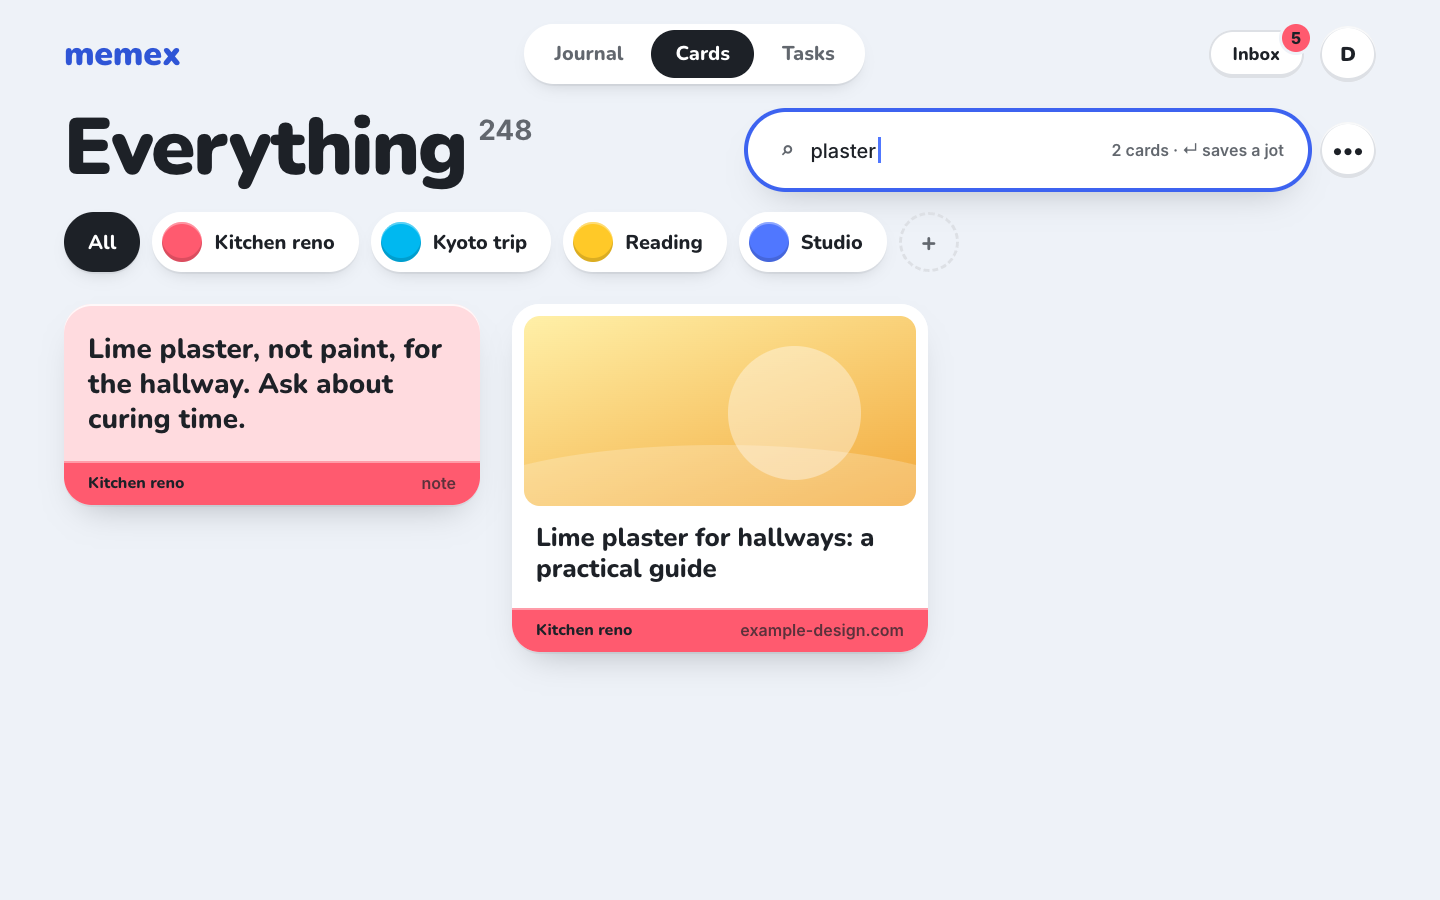 memex
Journal Cards Tasks
Inbox 5 D
Everything 248
plaster 2 cards · ↵ saves a jot •••
All Kitchen reno Kyoto trip Reading Studio +
Lime plaster, not paint, for
the hallway. Ask about
curing time.
Kitchen reno note
Lime plaster for hallways: a
practical guide
Kitchen reno example-design.com